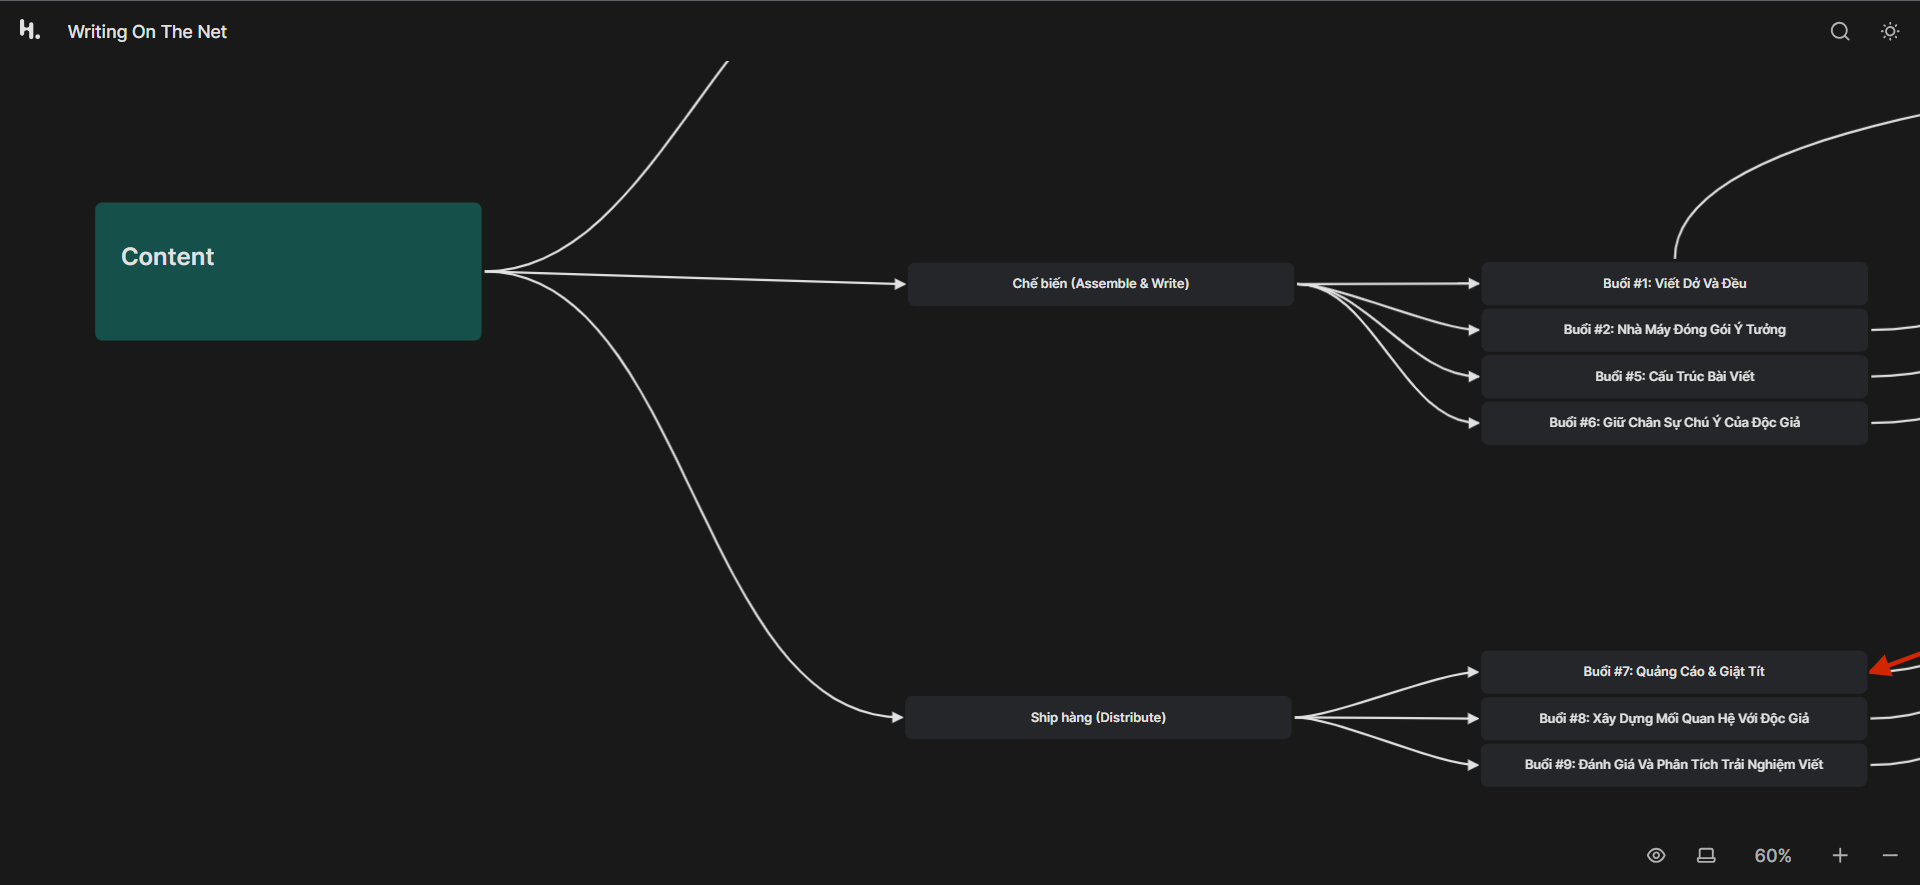 H.
Writing On The Net
Content
Chế biến (Assemble & Write)
Buổi #1: Viết Dở Và Đều
Buổi #2: Nhà Máy Đóng Gói Ý Tưởng
Buổi #5: Cấu Trúc Bài Viết
Buổi #6: Giữ Chân Sự Chú Ý Của Độc Giả
Ship hàng (Distribute)
Buổi #7: Quảng Cáo & Giật Tít
Buổi #8: Xây Dựng Mối Quan Hệ Với Độc Giả
Buổi #9: Đánh Giá Và Phân Tích Trải Nghiệm Viết
60%